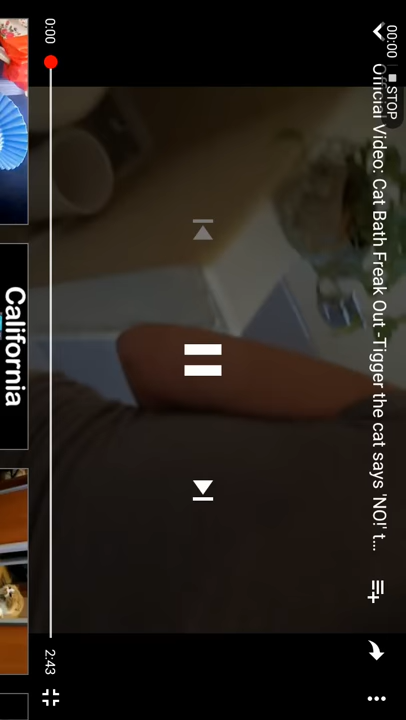 00:00
STOP
Official Video: Cat Bath Freak Out -Tigger the cat says 'NO!' t...
0:00
2:43
California